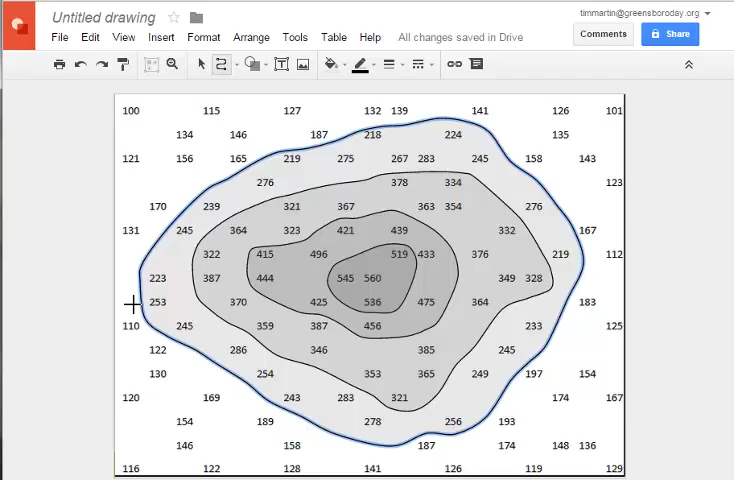 Untitled drawing
timmartin@greensboroday.org
File Edit View Insert Format Arrange Tools Table Help All changes saved in Drive
Comments Share
100 115 127 132 139 141 126 101
134 146 187 218 224 135
121 156 165 219 275 267 283 245 158 143
276 378 334 123
170 239 321 367 363 354 276
131 245 364 323 421 439 332 167
322 415 496 519 433 376 219 112
223 387 444 545 560 349 328
253 370 425 536 475 364 183
110 245 359 387 456 233 125
122 286 346 385 245
130 254 353 365 249 197 154
120 169 243 283 321 174 167
154 189 278 256 193
146 158 187 174 148 136
116 122 128 141 126 119 129